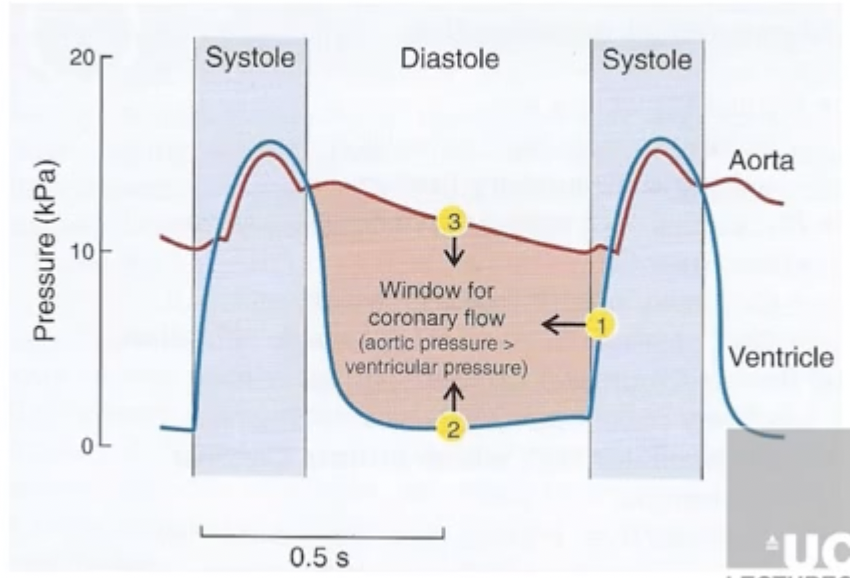 Systole
Diastole
Systole
20
10
0
Pressure (kPa)
Aorta
3
Window for
coronary flow
(aortic pressure >
ventricular pressure)
1
2
Ventricle
0.5 s
UC